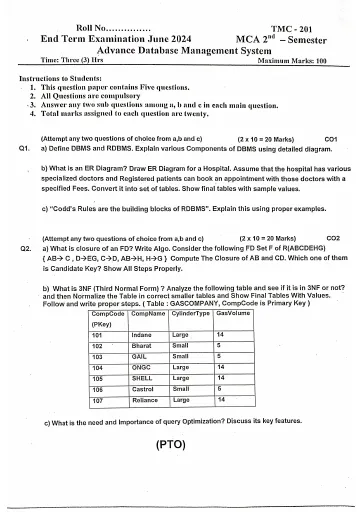 Roll No...............
TMC - 201
End Term Examination June 2024
MCA 2nd – Semester
Advance Database Management System
Time: Three (3) Hrs
Maximum Marks: 100
Instructions to Students:
1. This question paper contains Five questions.
2. All Questions are compulsory
3. Answer any two sub questions among a, b and c in each main question.
4. Total marks assigned to each question are twenty.
(Attempt any two questions of choice from a,b and c) (2 x 10 = 20 Marks) CO1
Q1. a) Define DBMS and RDBMS. Explain various Components of DBMS using detailed diagram.
b) What is an ER Diagram? Draw ER Diagram for a Hospital. Assume that the hospital has various
specialized doctors and Registered patients can book an appointment with those doctors with a
specified Fees. Convert it into set of tables. Show final tables with sample values.
c) "Codd's Rules are the building blocks of RDBMS". Explain this using proper examples.
(Attempt any two questions of choice from a,b and c) (2 x 10 = 20 Marks) CO2
Q2. a) What is closure of an FD? Write Algo. Consider the following FD Set F of R(ABCDEHG)
{ AB→ C , D→EG, C→D, AB→H, H→G } Compute The Closure of AB and CD. Which one of them
is Candidate Key? Show All Steps Properly.
b) What is 3NF (Third Normal Form) ? Analyze the following table and see if it is in 3NF or not?
and then Normalize the Table in correct smaller tables and Show Final Tables With Values.
Follow and write proper steps. ( Table : GASCOMPANY, CompCode is Primary Key )
CompCode (PKey) CompName CylinderType GasVolume
101 Indane Large 14
102 Bharat Small 5
103 GAIL Small 5
104 ONGC Large 14
105 SHELL Large 14
106 Castrol Small 5
107 Reliance Large 14
c) What is the need and Importance of query Optimization? Discuss its key features.
(PTO)